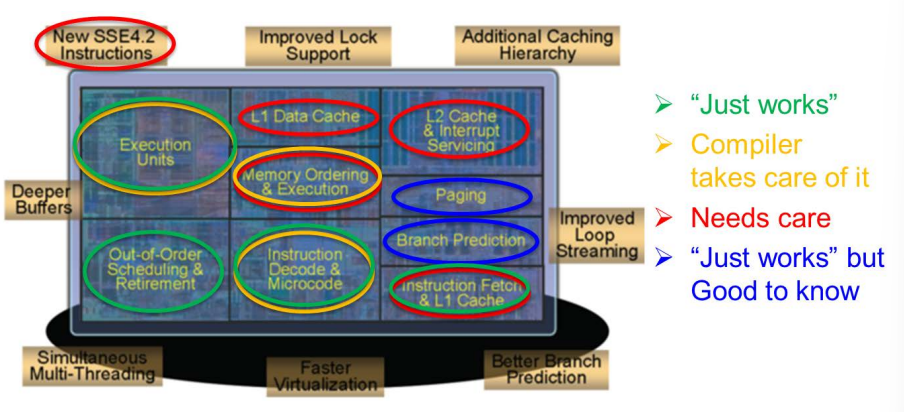 New SSE4.2
Instructions
Improved Lock
Support
Additional Caching
Hierarchy
Execution
Units
L1 Data Cache
L2 Cache
& Interrupt
Servicing
Memory Ordering
& Execution
Paging
Deeper
Buffers
Branch Prediction
Improved
Loop
Streaming
Out-of-Order
Scheduling &
Retirement
Instruction
Decode &
Microcode
Instruction Fetch
& L1 Cache
Simultaneous
Multi-Threading
Faster
Virtualization
Better Branch
Prediction
➢ “Just works”
➢ Compiler
takes care of it
➢ Needs care
➢ “Just works” but
Good to know